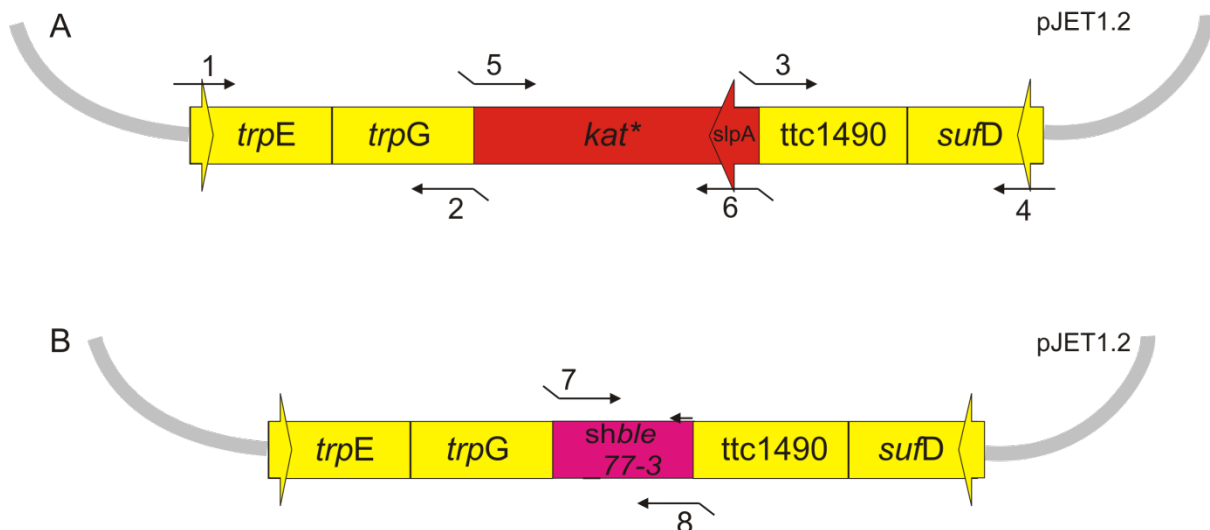 A
pJET1.2
1
5
3
trpE
trpG
kat*
slpA
ttc1490
sufD
2
6
4
B
pJET1.2
7
trpE
trpG
shble
77-3
ttc1490
sufD
8